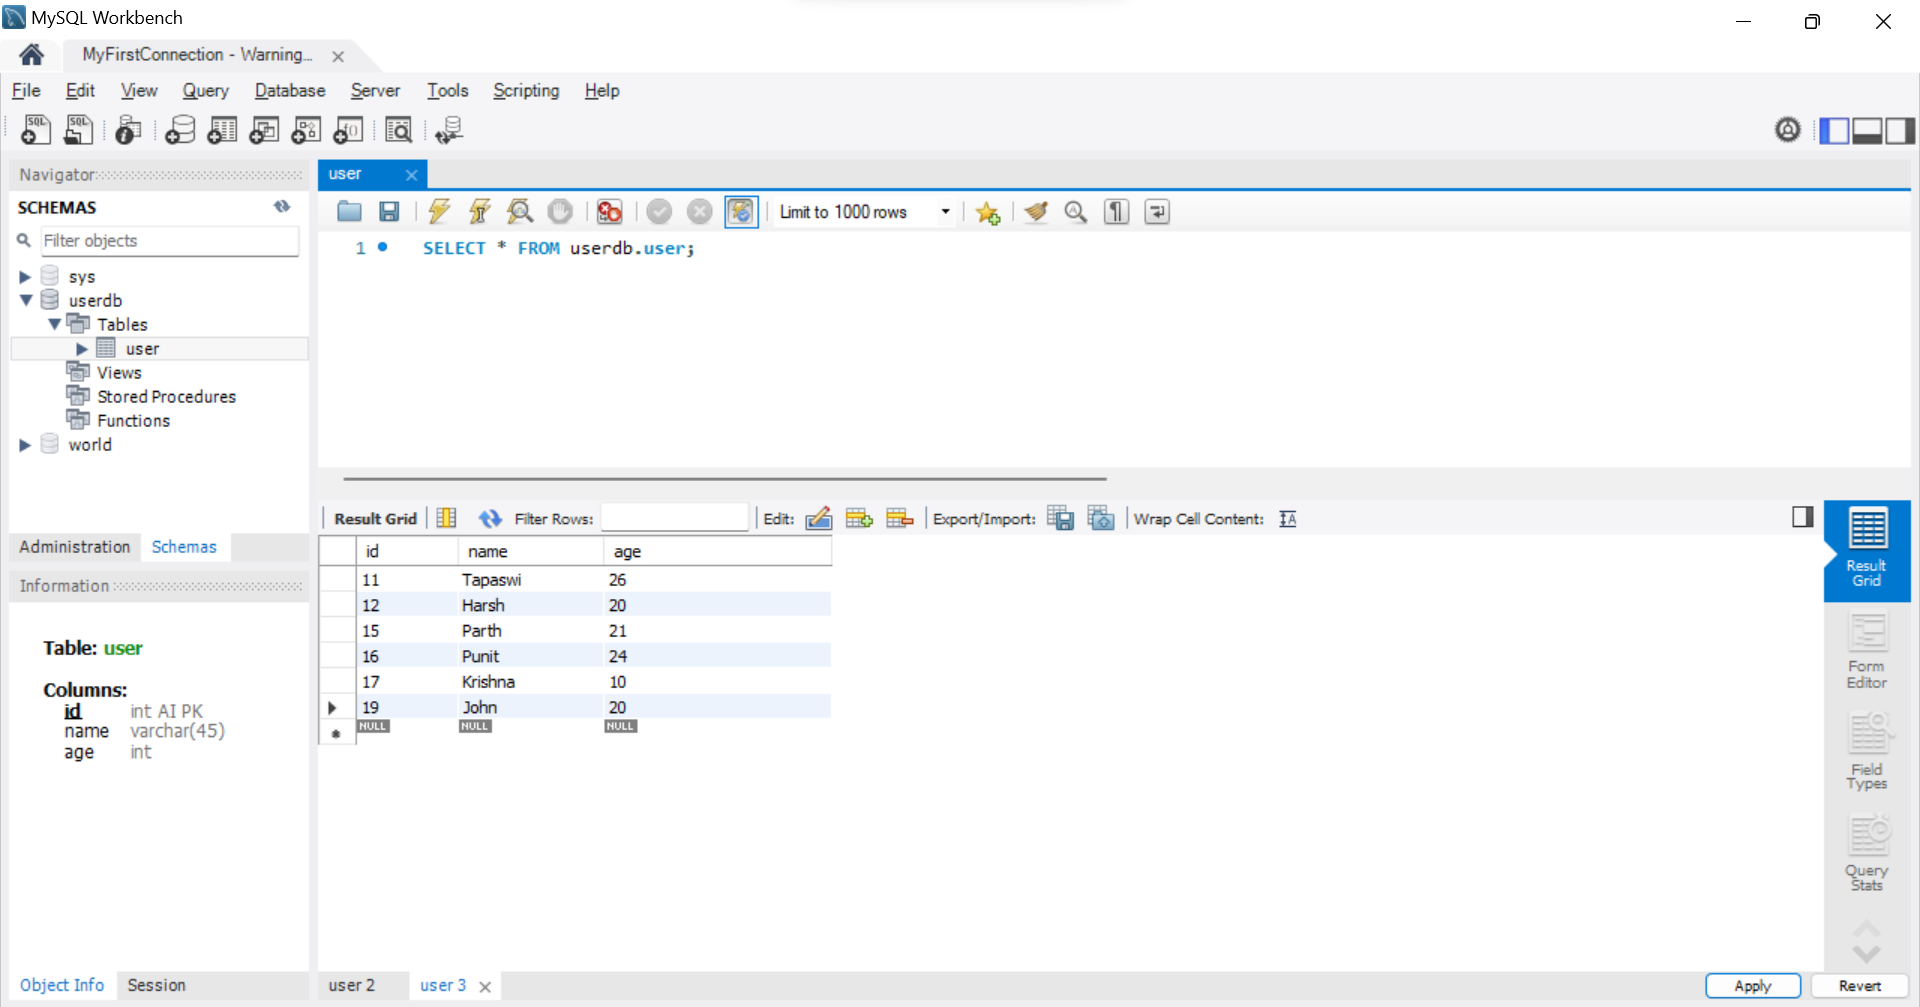 MySQL Workbench
MyFirstConnection - Warning...
File Edit View Query Database Server Tools Scripting Help
SQL SQL
Navigator
SCHEMAS
Filter objects
sys
userdb
Tables
user
Views
Stored Procedures
Functions
world
Administration Schemas
Information
Table: user
Columns:
id int AI PK
name varchar(45)
age int
Object Info Session
user
Limit to 1000 rows
1 SELECT * FROM userdb.user;
Result Grid Filter Rows: Edit: Export/Import: Wrap Cell Content:
id name age
11 Tapaswi 26
12 Harsh 20
15 Parth 21
16 Punit 24
17 Krishna 10
19 John 20
NULL NULL NULL
Result
Grid
Form
Editor
Field
Types
Query
Stats
user 2 user 3
Apply Revert